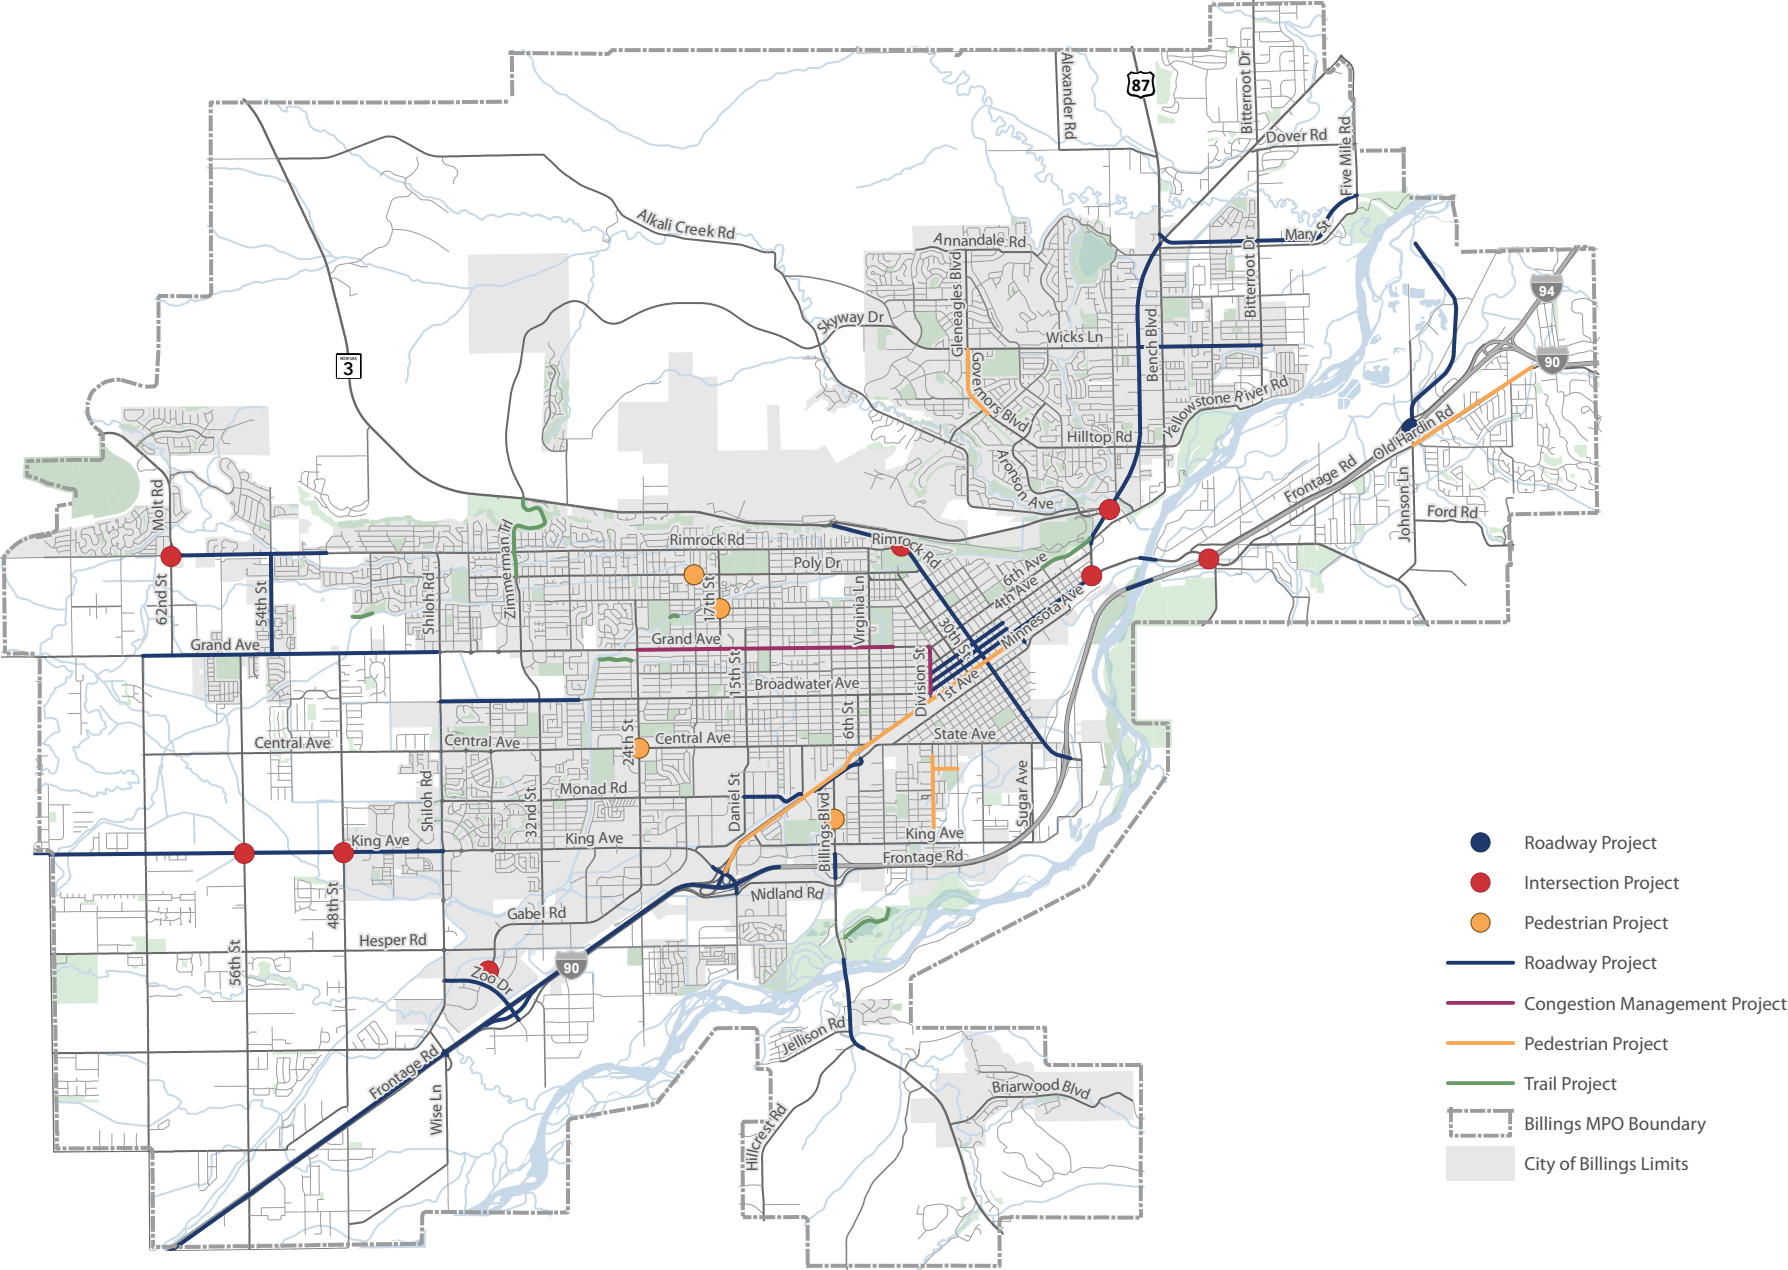 Alexander Rd
87
Bitterroot Dr
Dover Rd
Five Mile Rd
Alkali Creek Rd
Annandale Rd
Mary St
Bitterroot Dr
Gleneagles Blvd
94
Skyway Dr
Wicks Ln
Bench Blvd
MONTANA
3
90
Governors Blvd
Yellowstone River Rd
Hilltop Rd
Old Hardin Rd
Aronson Ave
Frontage Rd
Johnson Ln
Ford Rd
Molt Rd
Zimmerman Trl
Rimrock Rd
Rimrock Rd
Poly Dr
6th Ave
4th Ave
Minnesota Ave
62nd St
54th St
Shiloh Rd
17th St
Virginia Ln
30th St
Grand Ave
Grand Ave
15th St
Broadwater Ave
Division St
1st Ave
6th St
State Ave
Central Ave
Central Ave
24th St
Central Ave
Shiloh Rd
Monad Rd
32nd St
Daniel St
Billings Blvd
Sugar Ave
King Ave
King Ave
King Ave
Frontage Rd
Midland Rd
48th St
Gabel Rd
Hesper Rd
56th St
Zoo Dr
90
Jellison Rd
Frontage Rd
Wise Ln
Briarwood Blvd
Hillcrest Rd
Roadway Project
Intersection Project
Pedestrian Project
Roadway Project
Congestion Management Project
Pedestrian Project
Trail Project
Billings MPO Boundary
City of Billings Limits